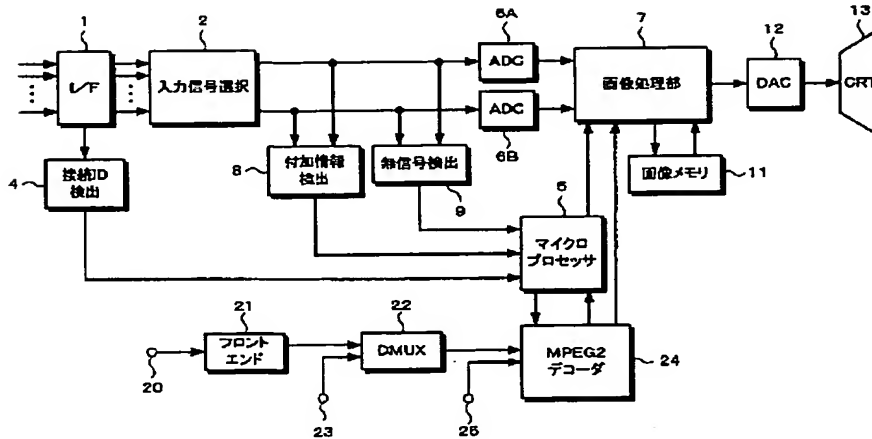 1
2
6A
7
12
13
I/F
入力信号選択
ADC
画像処理部
DAC
CRT
ADC
6B
4
接続ID
検出
8
付加情報
検出
無信号検出
9
画像メモリ
11
5
マイクロ
プロセッサ
21
22
フロント
エンド
DMUX
MPEG2
デコーダ
24
20
23
25